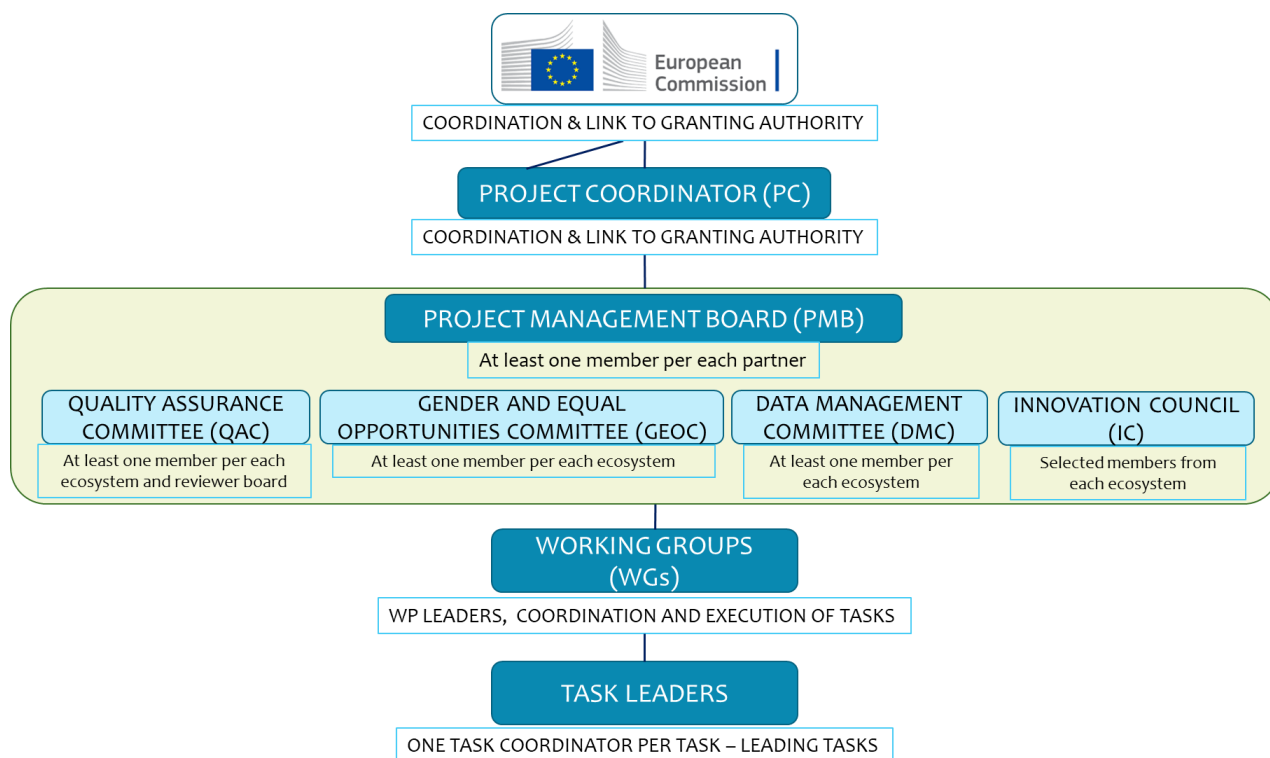 European
Commission
COORDINATION & LINK TO GRANTING AUTHORITY
PROJECT COORDINATOR (PC)
COORDINATION & LINK TO GRANTING AUTHORITY
PROJECT MANAGEMENT BOARD (PMB)
At least one member per each partner
QUALITY ASSURANCE
COMMITTEE (QAC)
At least one member per each
ecosystem and reviewer board
GENDER AND EQUAL
OPPORTUNITIES COMMITTEE (GEOC)
At least one member per each ecosystem
DATA MANAGEMENT
COMMITTEE (DMC)
At least one member per
each ecosystem
INNOVATION COUNCIL
(IC)
Selected members from
each ecosystem
WORKING GROUPS
(WGs)
WP LEADERS, COORDINATION AND EXECUTION OF TASKS
TASK LEADERS
ONE TASK COORDINATOR PER TASK – LEADING TASKS